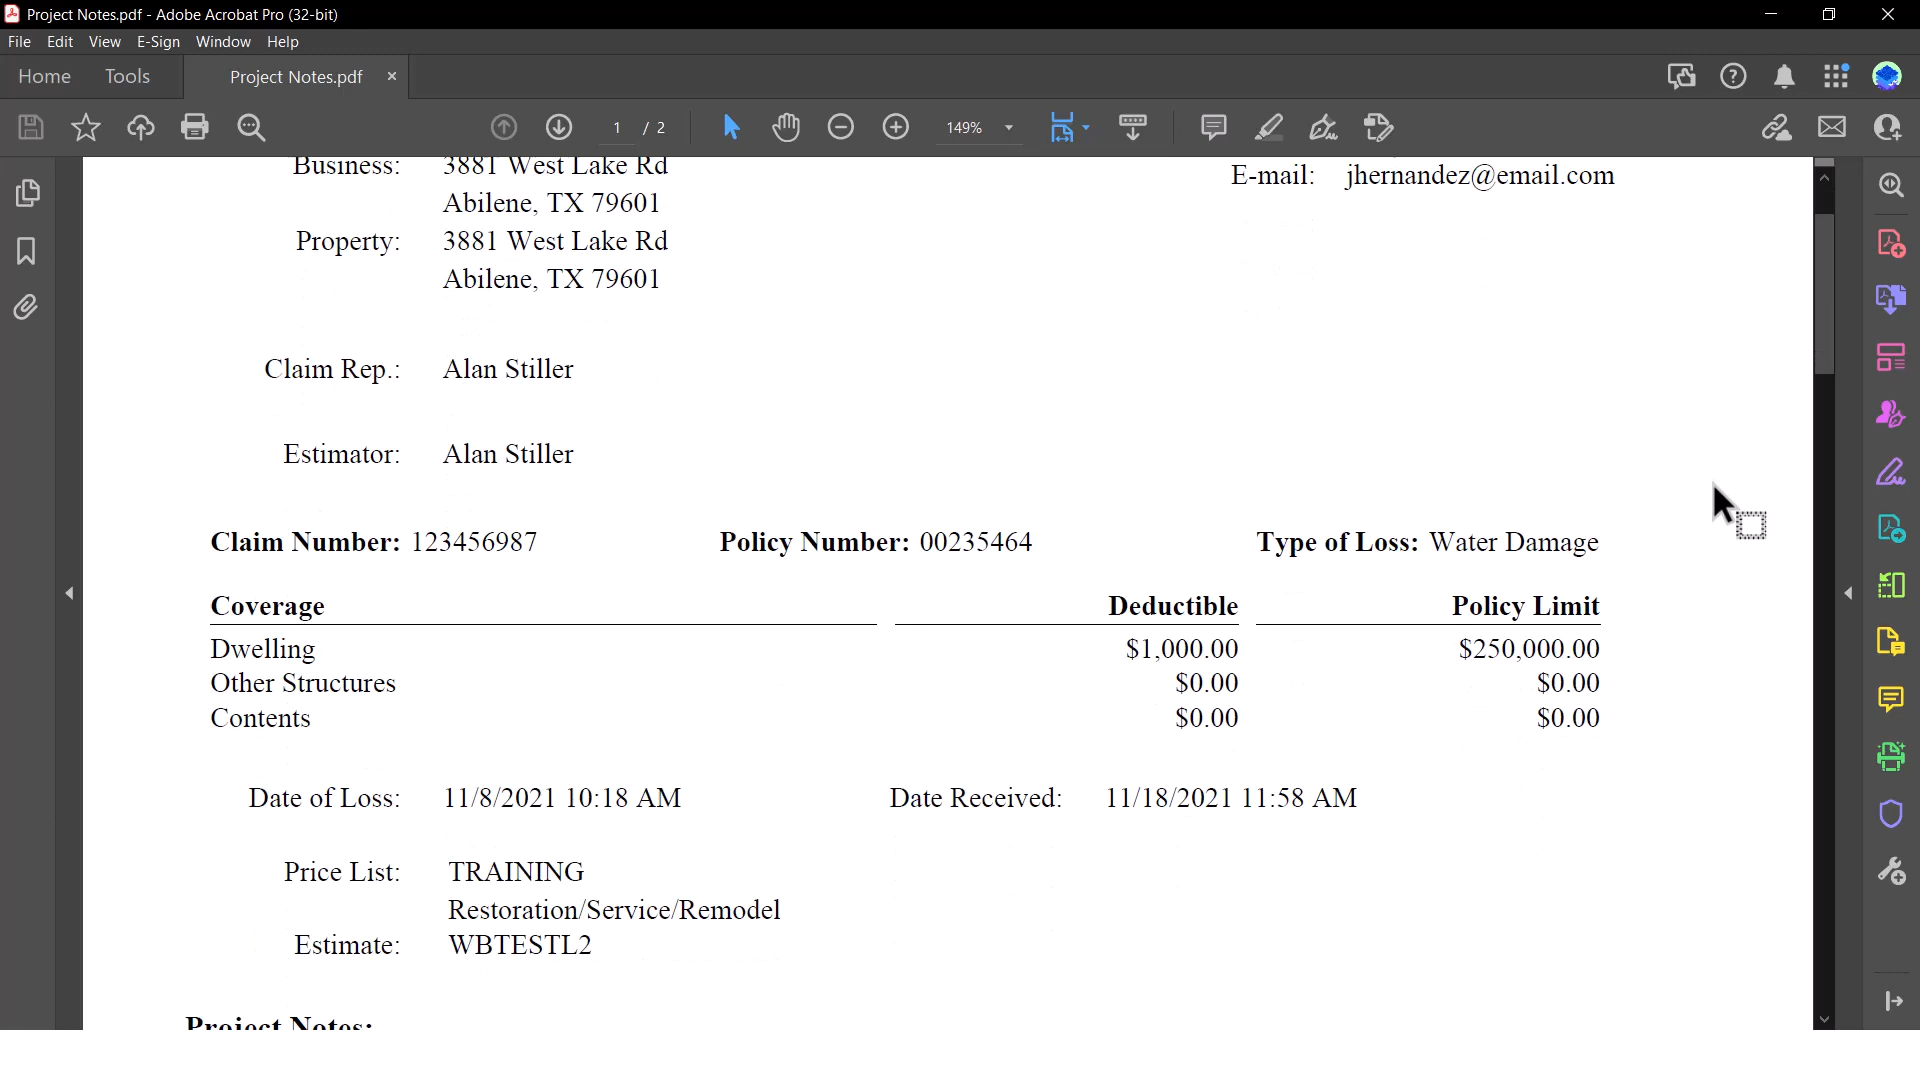 Project Notes.pdf - Adobe Acrobat Pro (32-bit)
File Edit View E-Sign Window Help
Home Tools Project Notes.pdf ×
1 / 2 149%
Business: 3881 West Lake Rd
E-mail: jhernandez@email.com
Abilene, TX 79601
Property: 3881 West Lake Rd
Abilene, TX 79601
Claim Rep.: Alan Stiller
Estimator: Alan Stiller
Claim Number: 123456987 Policy Number: 00235464 Type of Loss: Water Damage
Coverage Deductible Policy Limit
Dwelling $1,000.00 $250,000.00
Other Structures $0.00 $0.00
Contents $0.00 $0.00
Date of Loss: 11/8/2021 10:18 AM Date Received: 11/18/2021 11:58 AM
Price List: TRAINING
Restoration/Service/Remodel
Estimate: WBTESTL2
Project Notes: